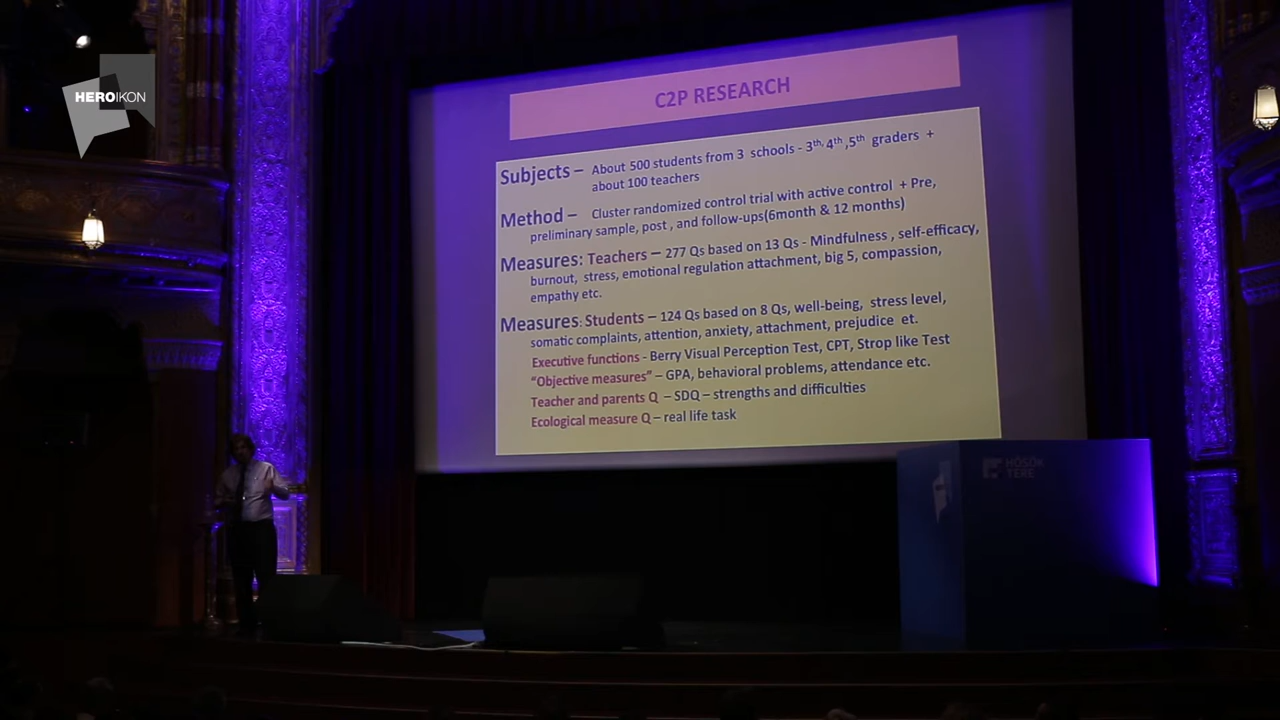 HEROIKON
C2P RESEARCH
Subjects – About 500 students from 3 schools - 3th, 4th ,5th graders +
about 100 teachers
Method – Cluster randomized control trial with active control + Pre,
preliminary sample, post , and follow-ups(6month & 12 months)
Measures: Teachers – 277 Qs based on 13 Qs - Mindfulness , self-efficacy,
burnout, stress, emotional regulation attachment, big 5, compassion,
empathy etc.
Measures: Students – 124 Qs based on 8 Qs, well-being, stress level,
somatic complaints, attention, anxiety, attachment, prejudice et.
Executive functions - Berry Visual Perception Test, CPT, Strop like Test
“Objective measures” – GPA, behavioral problems, attendance etc.
Teacher and parents Q – SDQ – strengths and difficulties
Ecological measure Q – real life task
HŐSÖK
TERE